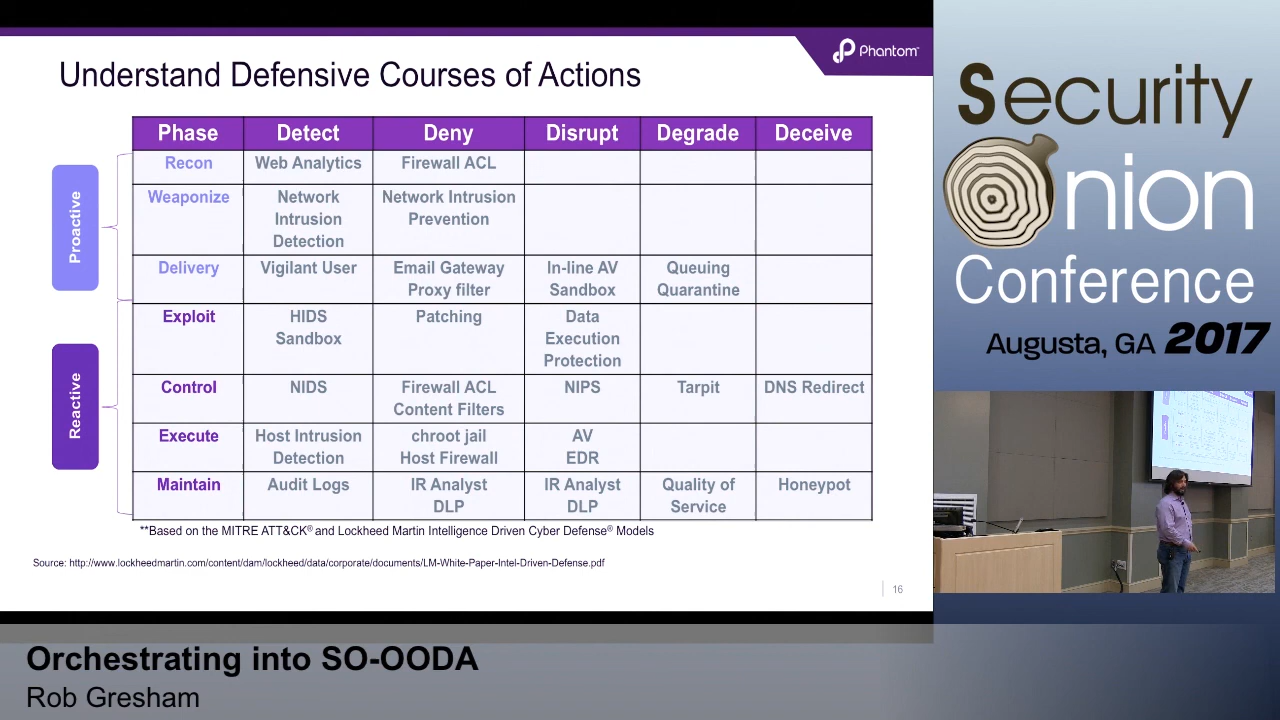 Phantom
Understand Defensive Courses of Actions
Phase Detect Deny Disrupt Degrade Deceive
Proactive
Recon Web Analytics Firewall ACL
Weaponize Network Intrusion Detection Network Intrusion Prevention
Delivery Vigilant User Email Gateway Proxy filter In-line AV Sandbox Queuing Quarantine
Reactive
Exploit HIDS Sandbox Patching Data Execution Protection
Control NIDS Firewall ACL Content Filters NIPS Tarpit DNS Redirect
Execute Host Intrusion Detection chroot jail Host Firewall AV EDR
Maintain Audit Logs IR Analyst DLP IR Analyst DLP Quality of Service Honeypot
**Based on the MITRE ATT&CK® and Lockheed Martin Intelligence Driven Cyber Defense® Models
Source: http://www.lockheedmartin.com/content/dam/lockheed/data/corporate/documents/LM-White-Paper-Intel-Driven-Defense.pdf
16
Security
Onion
Conference
Augusta, GA 2017
Orchestrating into SO-OODA
Rob Gresham